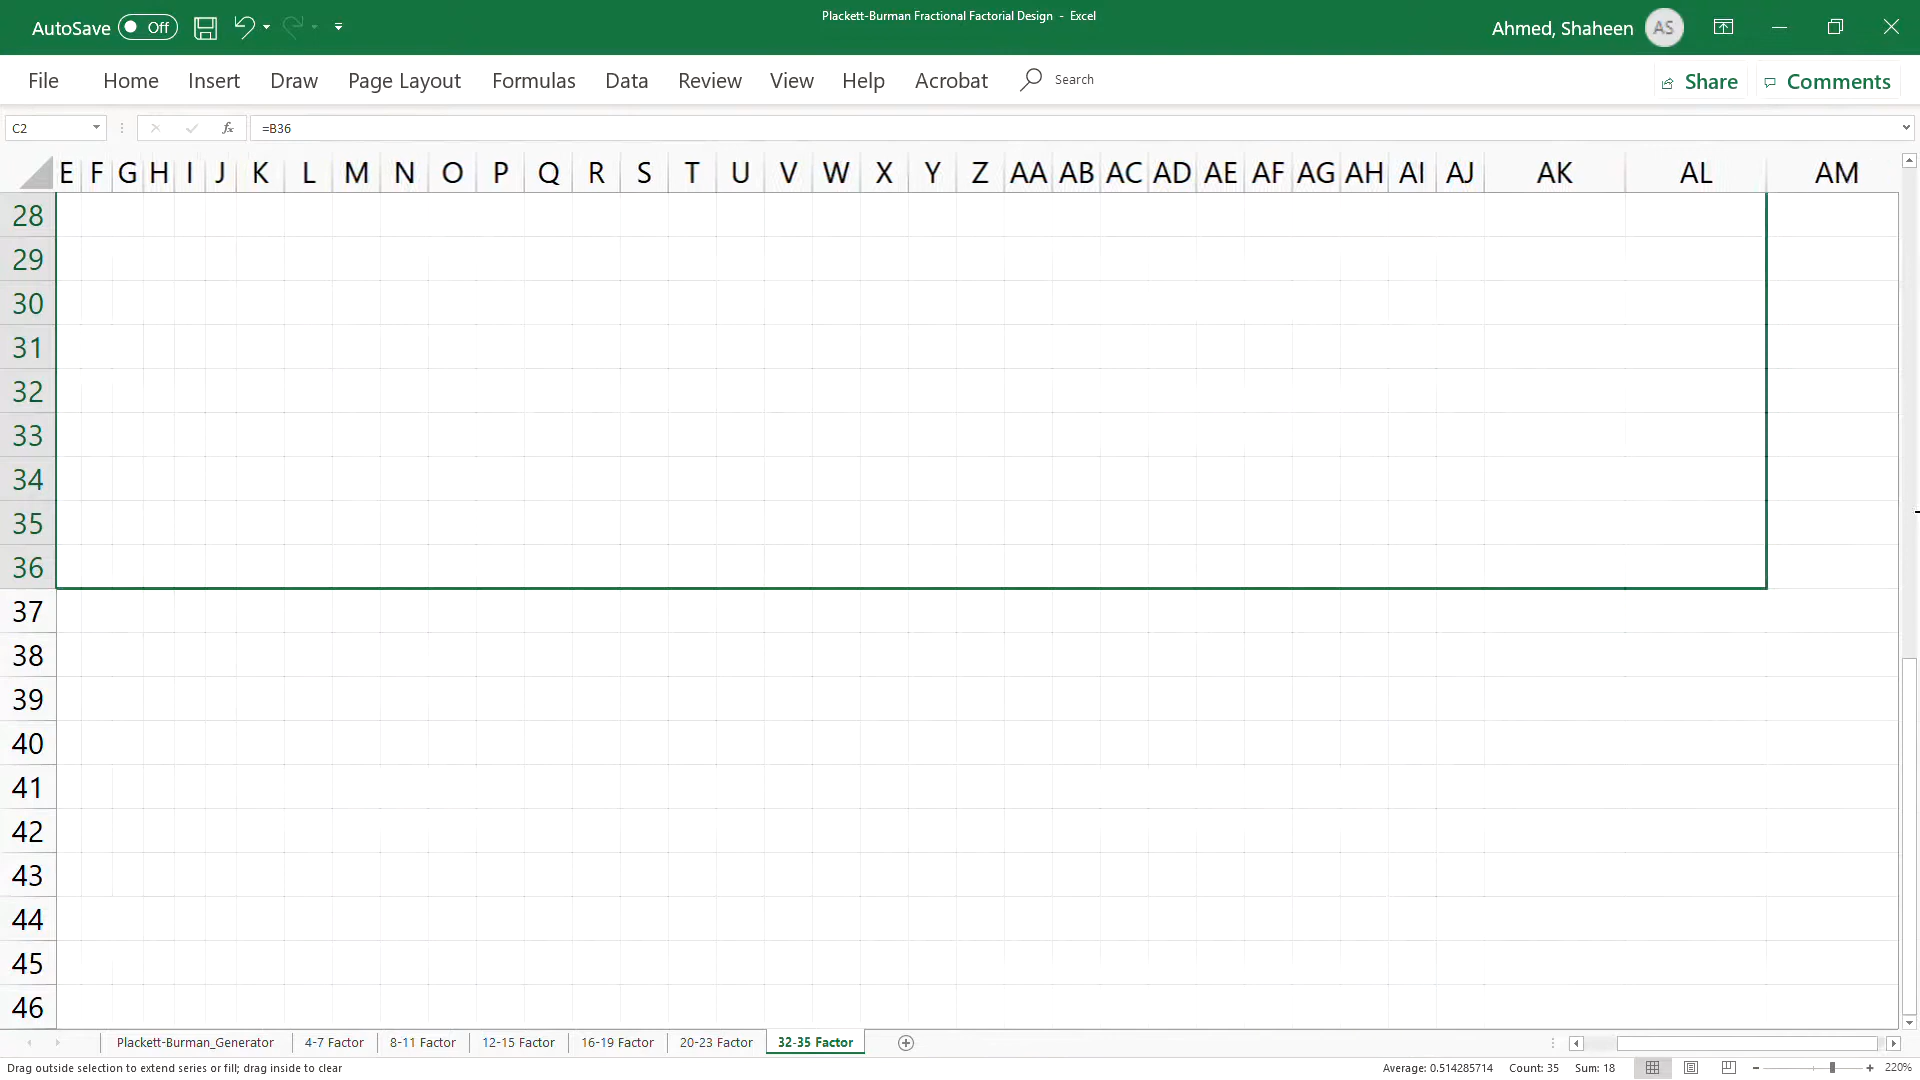 AutoSave Off
Plackett-Burman Fractional Factorial Design - Excel
Ahmed, Shaheen AS
File Home Insert Draw Page Layout Formulas Data Review View Help Acrobat Search
Share Comments
C2 fx =B36
E F G H I J K L M N O P Q R S T U V W X Y Z AA AB AC AD AE AF AG AH AI AJ AK AL AM
28
29
30
31
32
33
34
35
36
37
38
39
40
41
42
43
44
45
46
Plackett-Burman_Generator 4-7 Factor 8-11 Factor 12-15 Factor 16-19 Factor 20-23 Factor 32-35 Factor
Drag outside selection to extend series or fill; drag inside to clear Average: 0.514285714 Count: 35 Sum: 18 220%